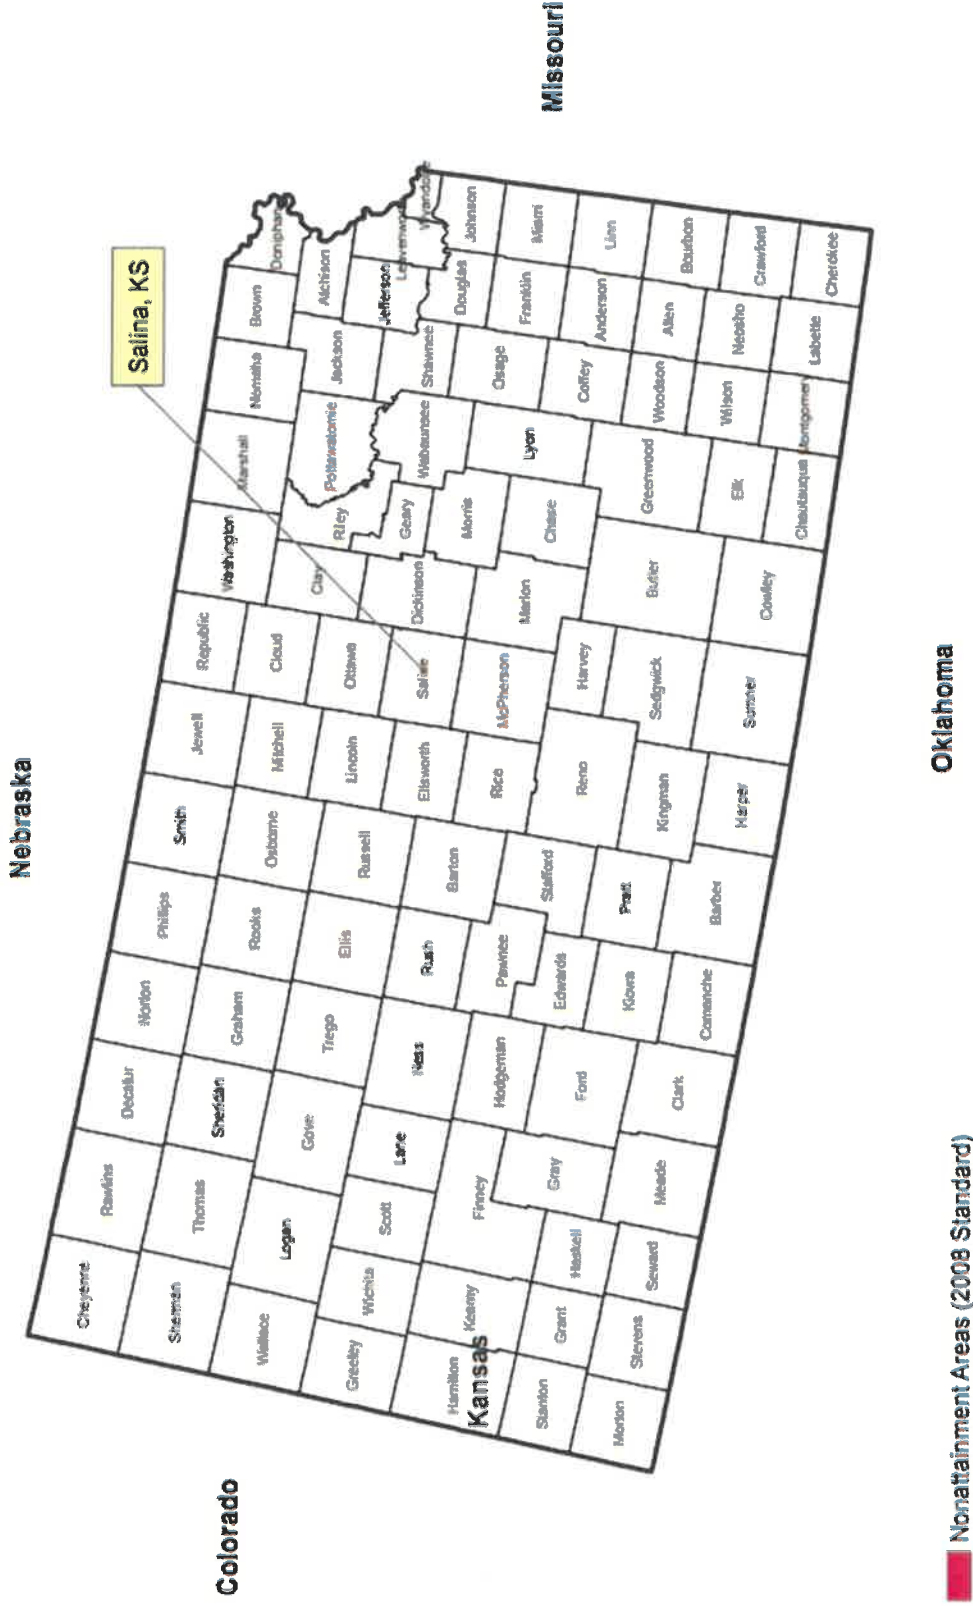 Nebraska
Colorado
Missouri
Oklahoma
Kansas
Salina, KS
Cheyenne
Rawlins
Decatur
Norton
Phillips
Smith
Jewell
Republic
Washington
Marshall
Nemaha
Brown
Doniphan
Sherman
Thomas
Sheridan
Graham
Rooks
Osborne
Mitchell
Cloud
Clay
Riley
Pottawatomie
Jackson
Atchison
Wallace
Logan
Gove
Trego
Ellis
Russell
Lincoln
Ottawa
Jefferson
Leavenworth
Wyandotte
Greeley
Wichita
Scott
Lane
Ness
Rush
Barton
Ellsworth
Saline
Dickinson
Geary
Wabaunsee
Shawnee
Douglas
Johnson
Hamilton
Kearny
Finney
Hodgeman
Pawnee
Rice
McPherson
Marion
Morris
Lyon
Osage
Franklin
Miami
Stanton
Grant
Haskell
Gray
Ford
Edwards
Stafford
Reno
Harvey
Chase
Coffey
Anderson
Linn
Kiowa
Pratt
Kingman
Sedgwick
Butler
Greenwood
Woodson
Allen
Bourbon
Morton
Stevens
Seward
Meade
Clark
Comanche
Barber
Harper
Sumner
Cowley
Elk
Chautauqua
Wilson
Montgomery
Neosho
Labette
Crawford
Cherokee
Nonattainment Areas (2008 Standard)